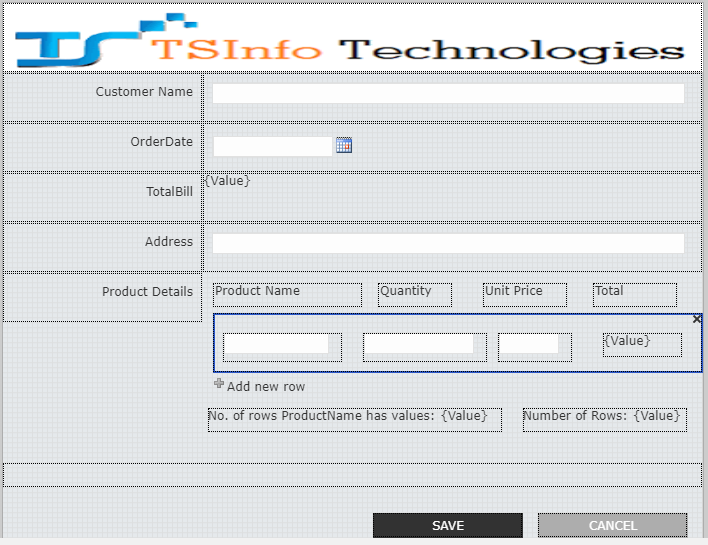 TS TSInfo Technologies
Customer Name
OrderDate
TotalBill {Value}
Address
Product Details Product Name Quantity Unit Price Total
{Value}
Add new row
No. of rows ProductName has values: {Value} Number of Rows: {Value}
SAVE CANCEL